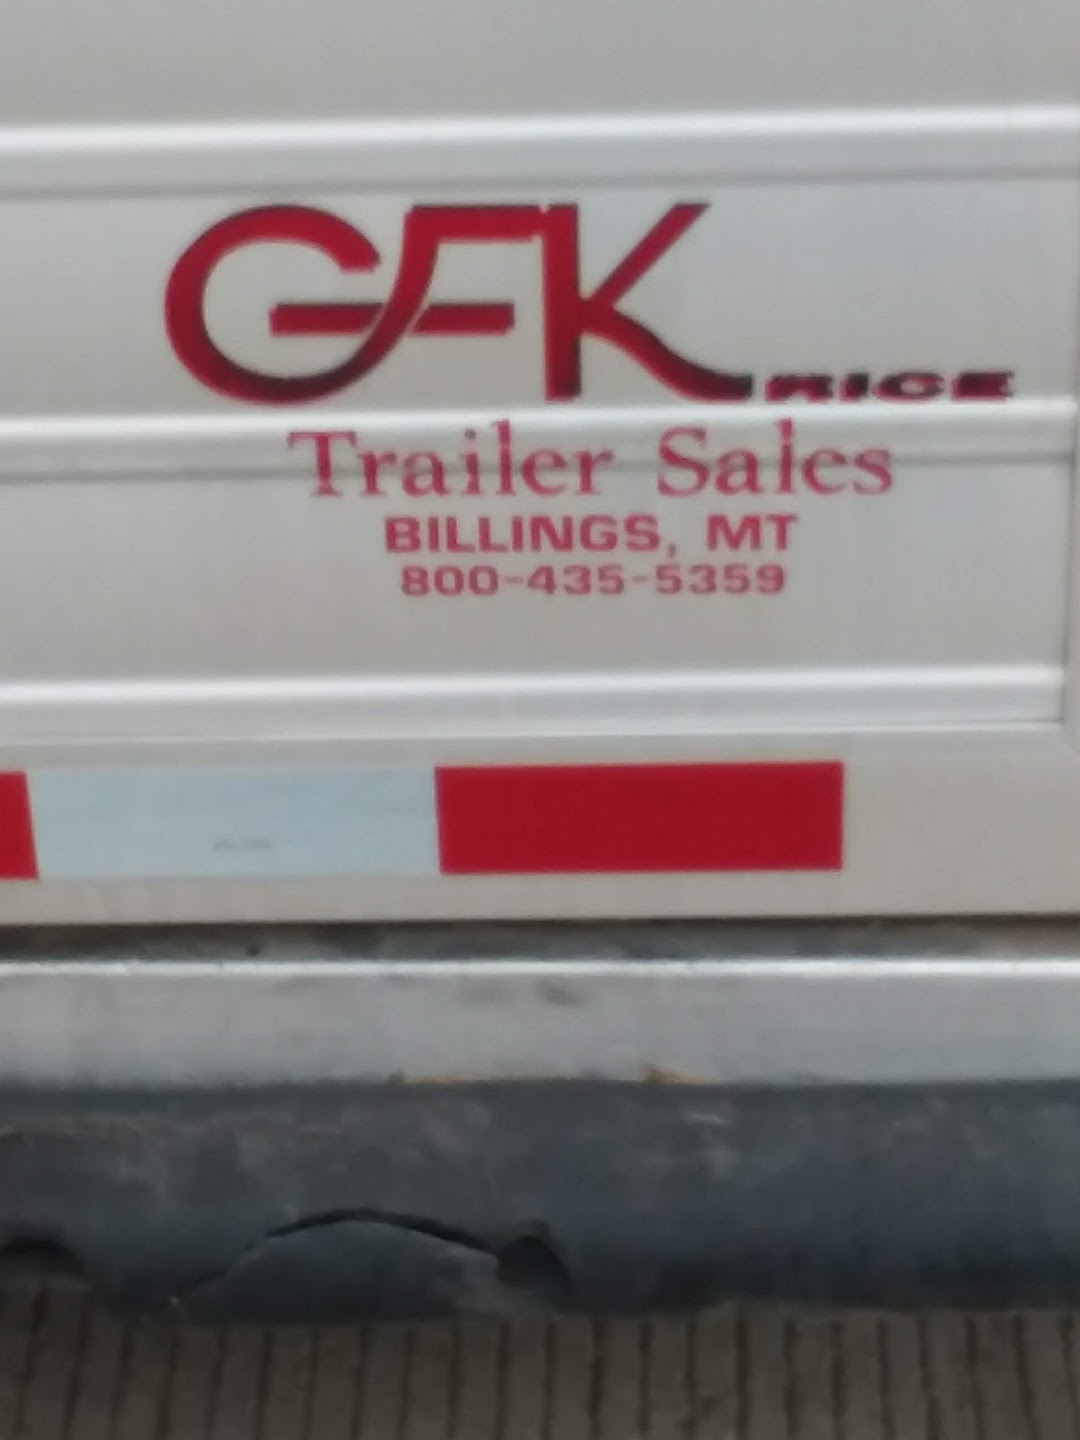 GFK RICE
Trailer Sales
BILLINGS, MT
800-435-5359